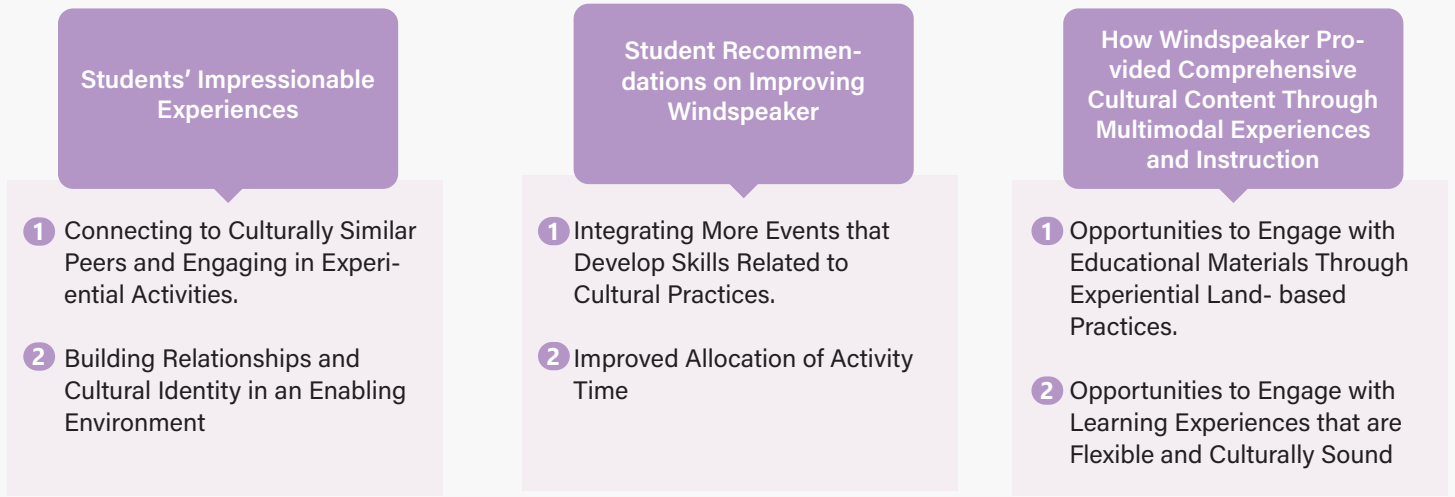 Students' Impressionable
Experiences
1 Connecting to Culturally Similar
Peers and Engaging in Experi-
ential Activities.
2 Building Relationships and
Cultural Identity in an Enabling
Environment
Student Recommen-
dations on Improving
Windspeaker
1 Integrating More Events that
Develop Skills Related to
Cultural Practices.
2 Improved Allocation of Activity
Time
How Windspeaker Pro-
vided Comprehensive
Cultural Content Through
Multimodal Experiences
and Instruction
1 Opportunities to Engage with
Educational Materials Through
Experiential Land- based
Practices.
2 Opportunities to Engage with
Learning Experiences that are
Flexible and Culturally Sound